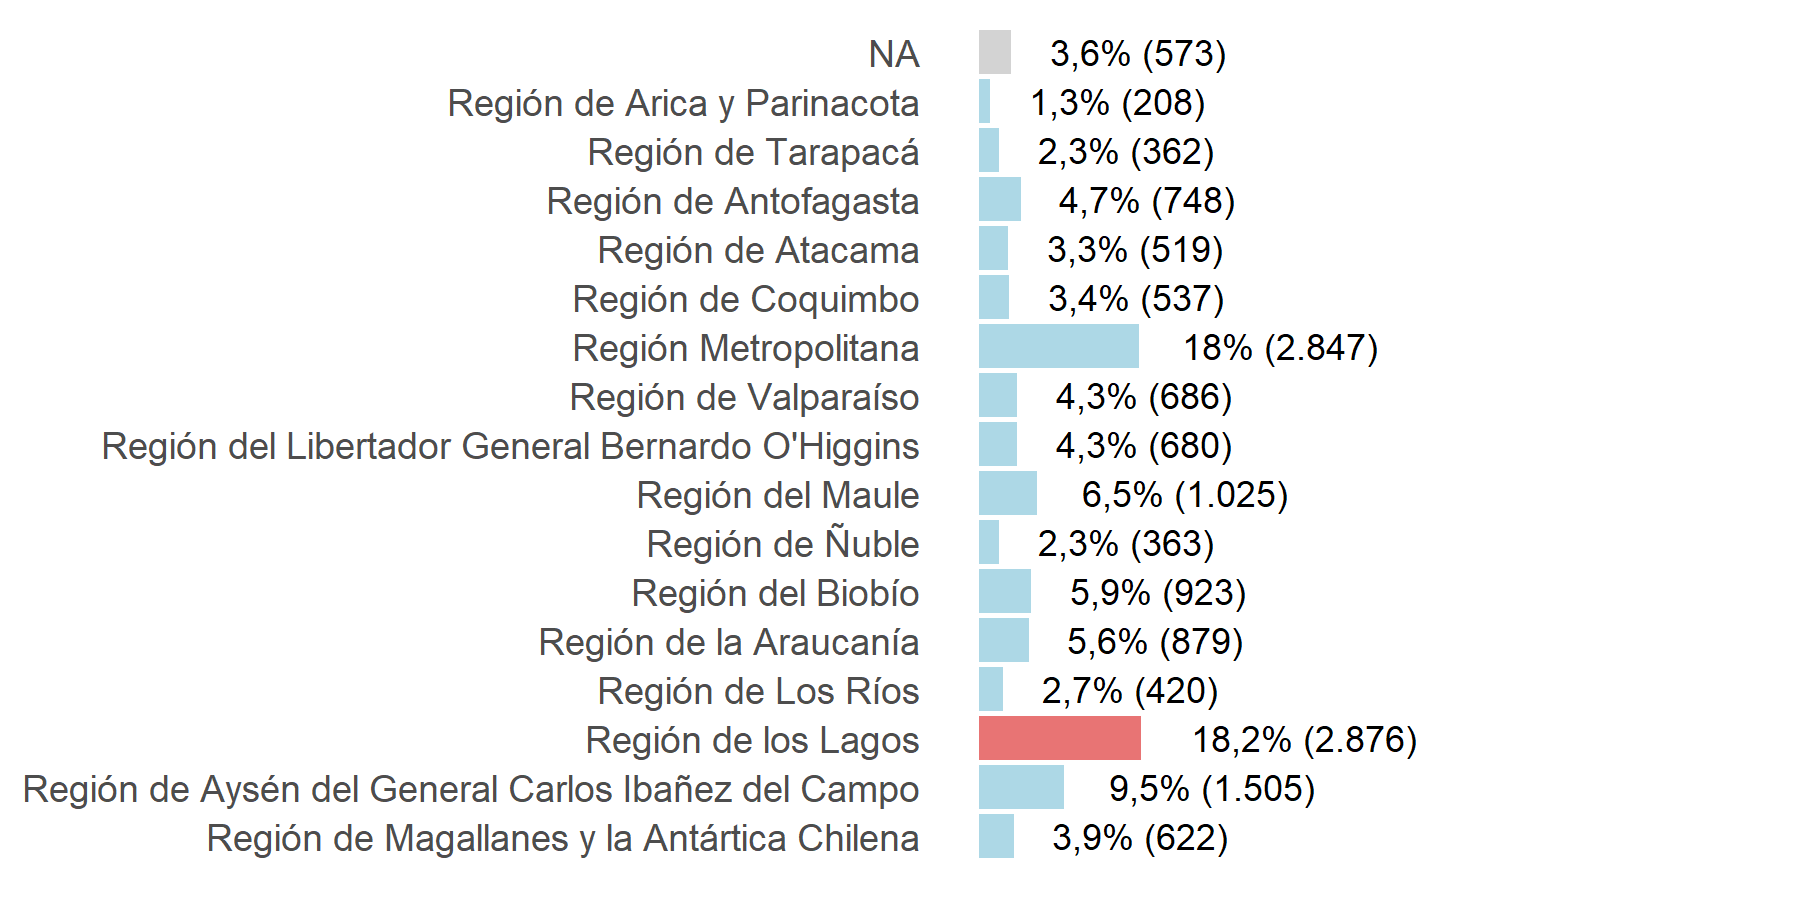 NA 3,6% (573)
Región de Arica y Parinacota 1,3% (208)
Región de Tarapacá 2,3% (362)
Región de Antofagasta 4,7% (748)
Región de Atacama 3,3% (519)
Región de Coquimbo 3,4% (537)
Región Metropolitana 18% (2.847)
Región de Valparaíso 4,3% (686)
Región del Libertador General Bernardo O'Higgins 4,3% (680)
Región del Maule 6,5% (1.025)
Región de Ñuble 2,3% (363)
Región del Biobío 5,9% (923)
Región de la Araucanía 5,6% (879)
Región de Los Ríos 2,7% (420)
Región de los Lagos 18,2% (2.876)
Región de Aysén del General Carlos Ibañez del Campo 9,5% (1.505)
Región de Magallanes y la Antártica Chilena 3,9% (622)